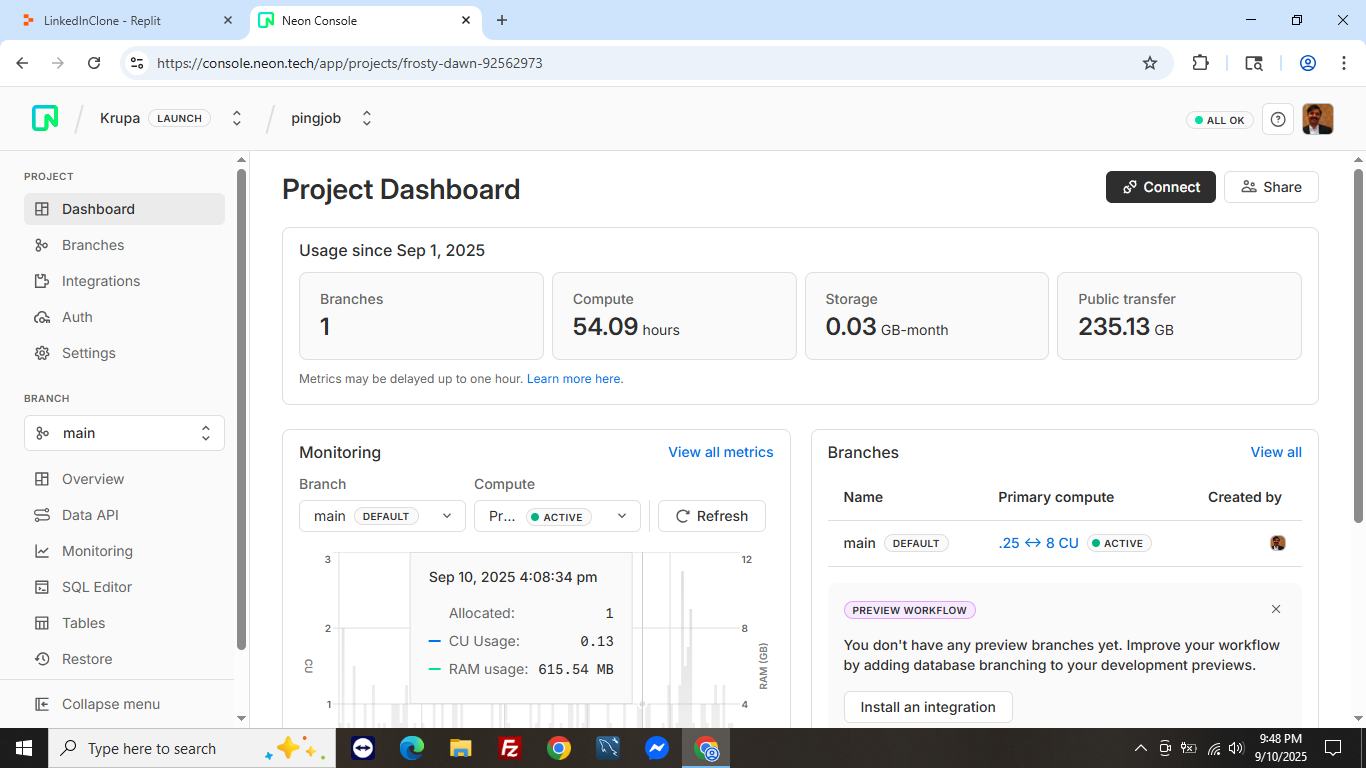 LinkedInClone - Replit
Neon Console
https://console.neon.tech/app/projects/frosty-dawn-92562973
Krupa LAUNCH
pingjob
ALL OK
PROJECT
Dashboard
Branches
Integrations
Auth
Settings
BRANCH
main
Overview
Data API
Monitoring
SQL Editor
Tables
Restore
Collapse menu
Project Dashboard
Connect
Share
Usage since Sep 1, 2025
Branches
1
Compute
54.09 hours
Storage
0.03 GB-month
Public transfer
235.13 GB
Metrics may be delayed up to one hour. Learn more here.
Monitoring
View all metrics
Branch
Compute
main DEFAULT
Pr... ACTIVE
Refresh
3
2
1
CU
12
8
4
RAM (GB)
Sep 10, 2025 4:08:34 pm
Allocated: 1
CU Usage: 0.13
RAM usage: 615.54 MB
Branches
View all
Name Primary compute Created by
main DEFAULT .25 ↔ 8 CU ACTIVE
PREVIEW WORKFLOW
You don't have any preview branches yet. Improve your workflow
by adding database branching to your development previews.
Install an integration
Type here to search
9:48 PM
9/10/2025